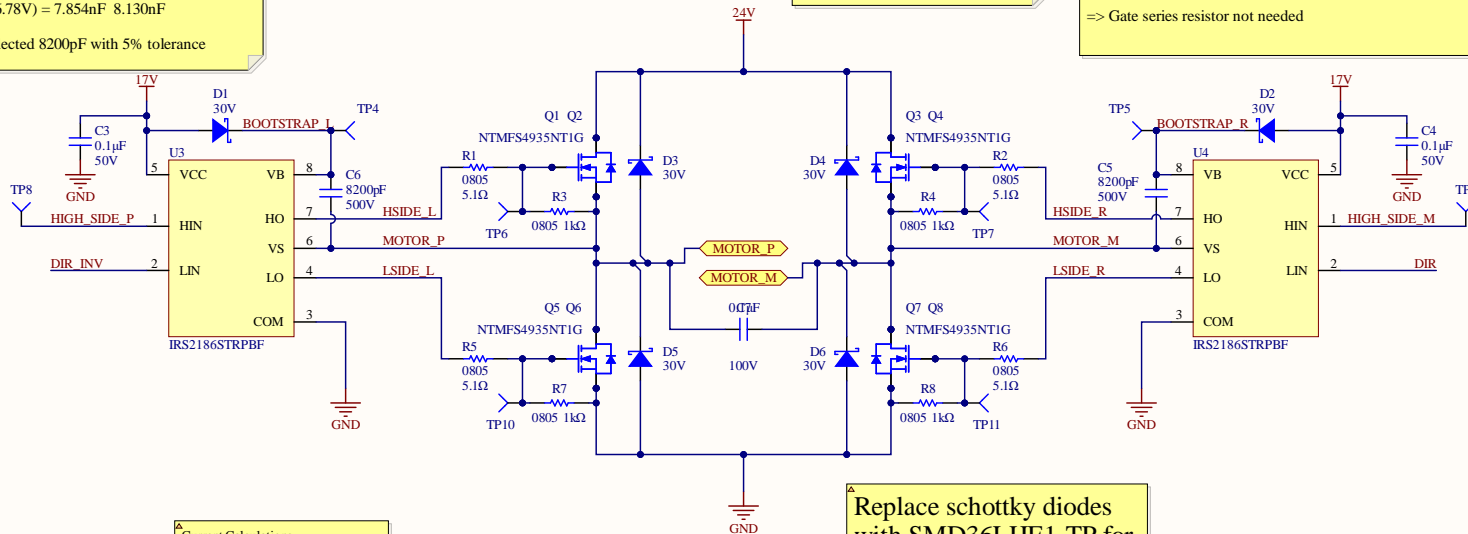 6.78V) = 7.854nF 8.130nF
ected 8200pF with 5% tolerance
24V
=> Gate series resistor not needed
17V
D1
30V
BOOTSTRAP_L
TP4
C3
0.1µF
50V
GND
U3
5 VCC
VB 8
1 HIN
HO 7
VS 6
2 LIN
LO 4
COM 3
IRS2186STRPBF
TP8
HIGH_SIDE_P
DIR_INV
C6
8200pF
500V
HSIDE_L
MOTOR_P
LSIDE_L
GND
Q1 Q2
NTMFS4935NT1G
R1
0805
5.1Ω
R3
0805 1kΩ
TP6
D3
30V
Q5 Q6
NTMFS4935NT1G
R5
0805
5.1Ω
R7
0805 1kΩ
TP10
D5
30V
MOTOR_P
MOTOR_M
100V
GND
Q3 Q4
NTMFS4935NT1G
D4
30V
R2
0805
5.1Ω
R4
0805 1kΩ
TP7
Q7 Q8
NTMFS4935NT1G
D6
30V
R6
0805
5.1Ω
R8
0805 1kΩ
TP11
TP5
BOOTSTRAP_R
D2
30V
17V
C4
0.1µF
50V
GND
C5
8200pF
500V
HSIDE_R
MOTOR_M
LSIDE_R
GND
U4
8 VB
VCC 5
7 HO
HIN 1
6 VS
LIN 2
4 LO
3 COM
IRS2186STRPBF
HIGH_SIDE_M
DIR
Replace schottky diodes